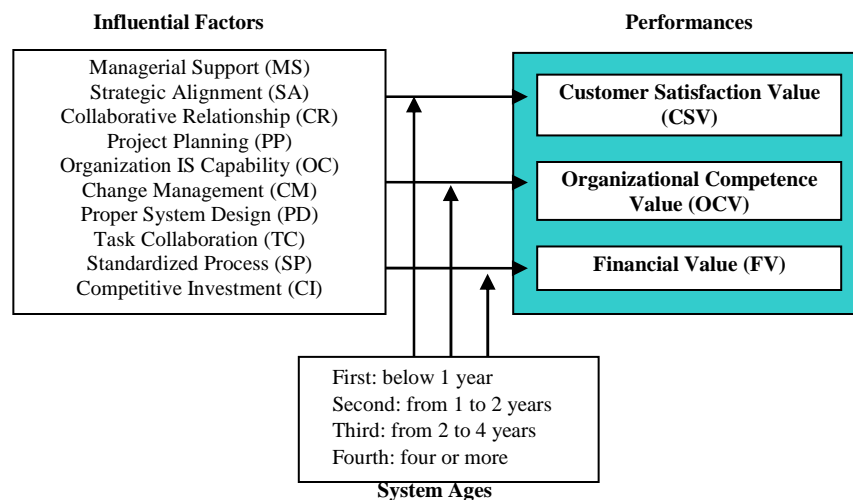 Influential Factors
Performances
Managerial Support (MS)
Strategic Alignment (SA)
Collaborative Relationship (CR)
Project Planning (PP)
Organization IS Capability (OC)
Change Management (CM)
Proper System Design (PD)
Task Collaboration (TC)
Standardized Process (SP)
Competitive Investment (CI)
Customer Satisfaction Value
(CSV)
Organizational Competence
Value (OCV)
Financial Value (FV)
First: below 1 year
Second: from 1 to 2 years
Third: from 2 to 4 years
Fourth: four or more
System Ages